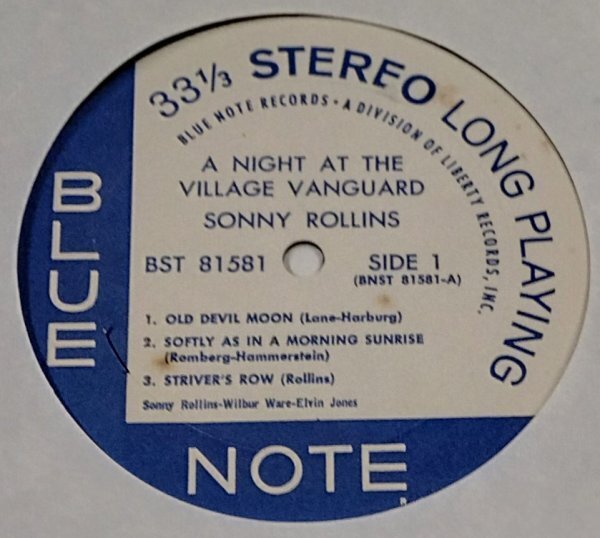 33⅓ STEREO LONG PLAYING
BLUE NOTE RECORDS • A DIVISION OF LIBERTY RECORDS, INC.
A NIGHT AT THE
VILLAGE VANGUARD
SONNY ROLLINS
BST 81581 SIDE 1
(BNST 81581-A)
1. OLD DEVIL MOON (Lane-Harburg)
2. SOFTLY AS IN A MORNING SUNRISE
(Romberg-Hammerstein)
3. STRIVER'S ROW (Rollins)
Sonny Rollins-Wilbur Ware-Elvin Jones
BLUE
NOTE